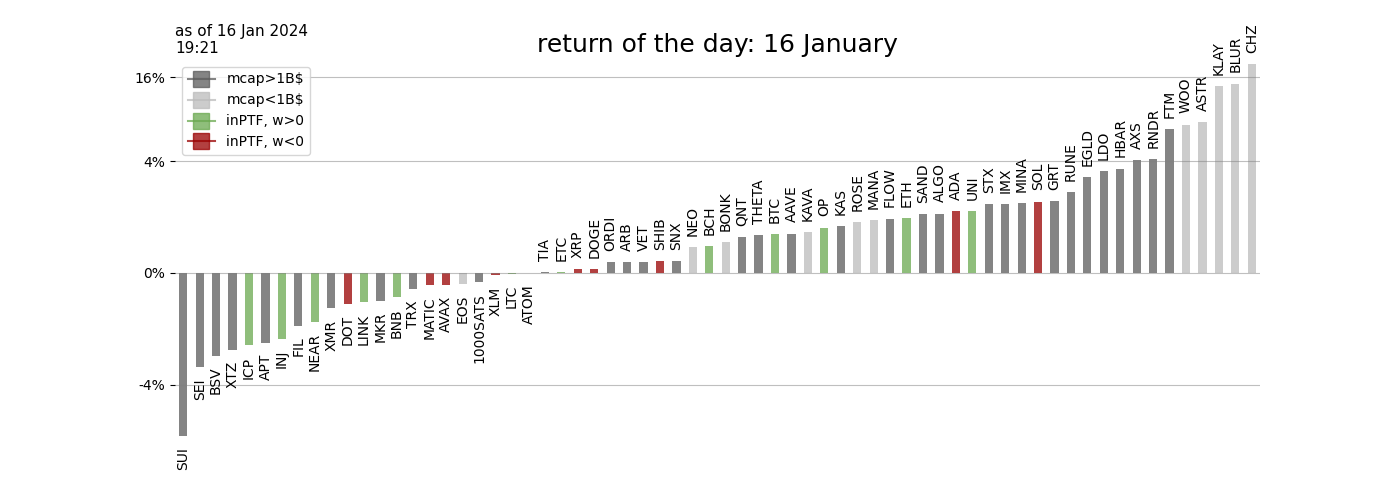 as of 16 Jan 2024
19:21
return of the day: 16 January
mcap>1B$
mcap<1B$
inPTF, w>0
inPTF, w<0
16%
4%
0%
-4%
SUI
SEI
BSV
XTZ
ICP
APT
INJ
FIL
NEAR
XMR
DOT
LINK
MKR
BNB
TRX
MATIC
AVAX
EOS
1000SATS
XLM
LTC
ATOM
TIA
ETC
XRP
DOGE
ORDI
ARB
VET
SHIB
SNX
NEO
BCH
BONK
QNT
THETA
BTC
AAVE
KAVA
OP
KAS
ROSE
MANA
FLOW
ETH
SAND
ALGO
ADA
UNI
STX
IMX
MINA
SOL
GRT
RUNE
EGLD
LDO
HBAR
AXS
RNDR
FTM
WOO
ASTR
KLAY
BLUR
CHZ